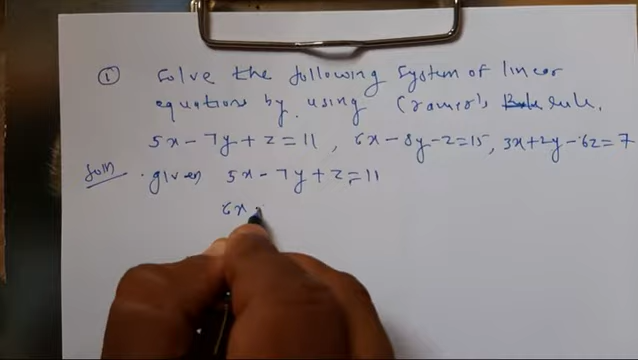 ① Solve the following system of linear
equations by using Cramer's rule.
5x - 7y + z = 11, 6x - 8y - z = 15, 3x + 2y - 6z = 7
Soln given 5x - 7y + z = 11
6x